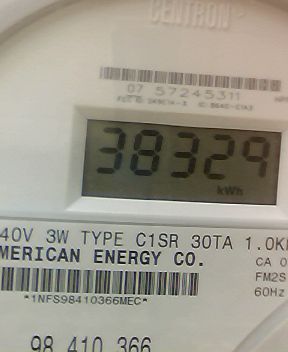 CENTRON
07 57245311
38329
kWh
40V 3W TYPE C1SR 30TA 1.0K
MERICAN ENERGY CO.
CA 0
FM2S
60Hz
*1NFS98410366MEC*
98 410 366